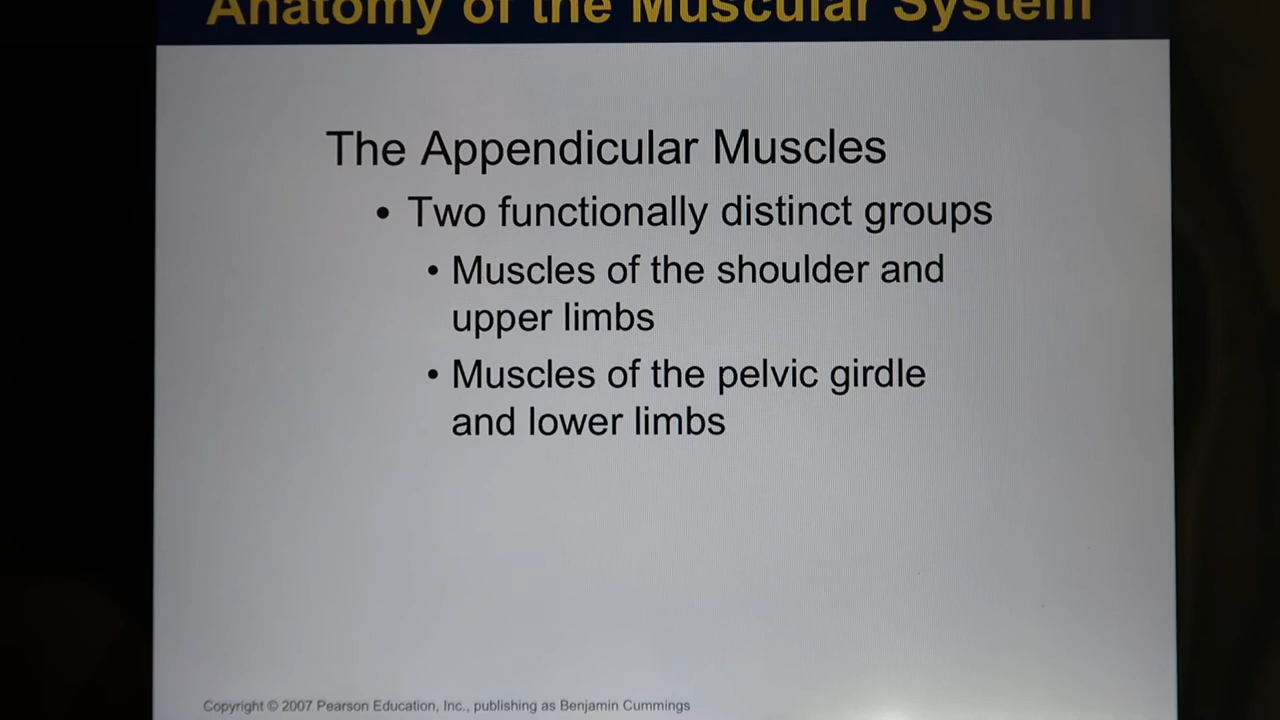 Anatomy of the Muscular System
The Appendicular Muscles
• Two functionally distinct groups
• Muscles of the shoulder and
upper limbs
• Muscles of the pelvic girdle
and lower limbs
Copyright © 2007 Pearson Education, Inc., publishing as Benjamin Cummings